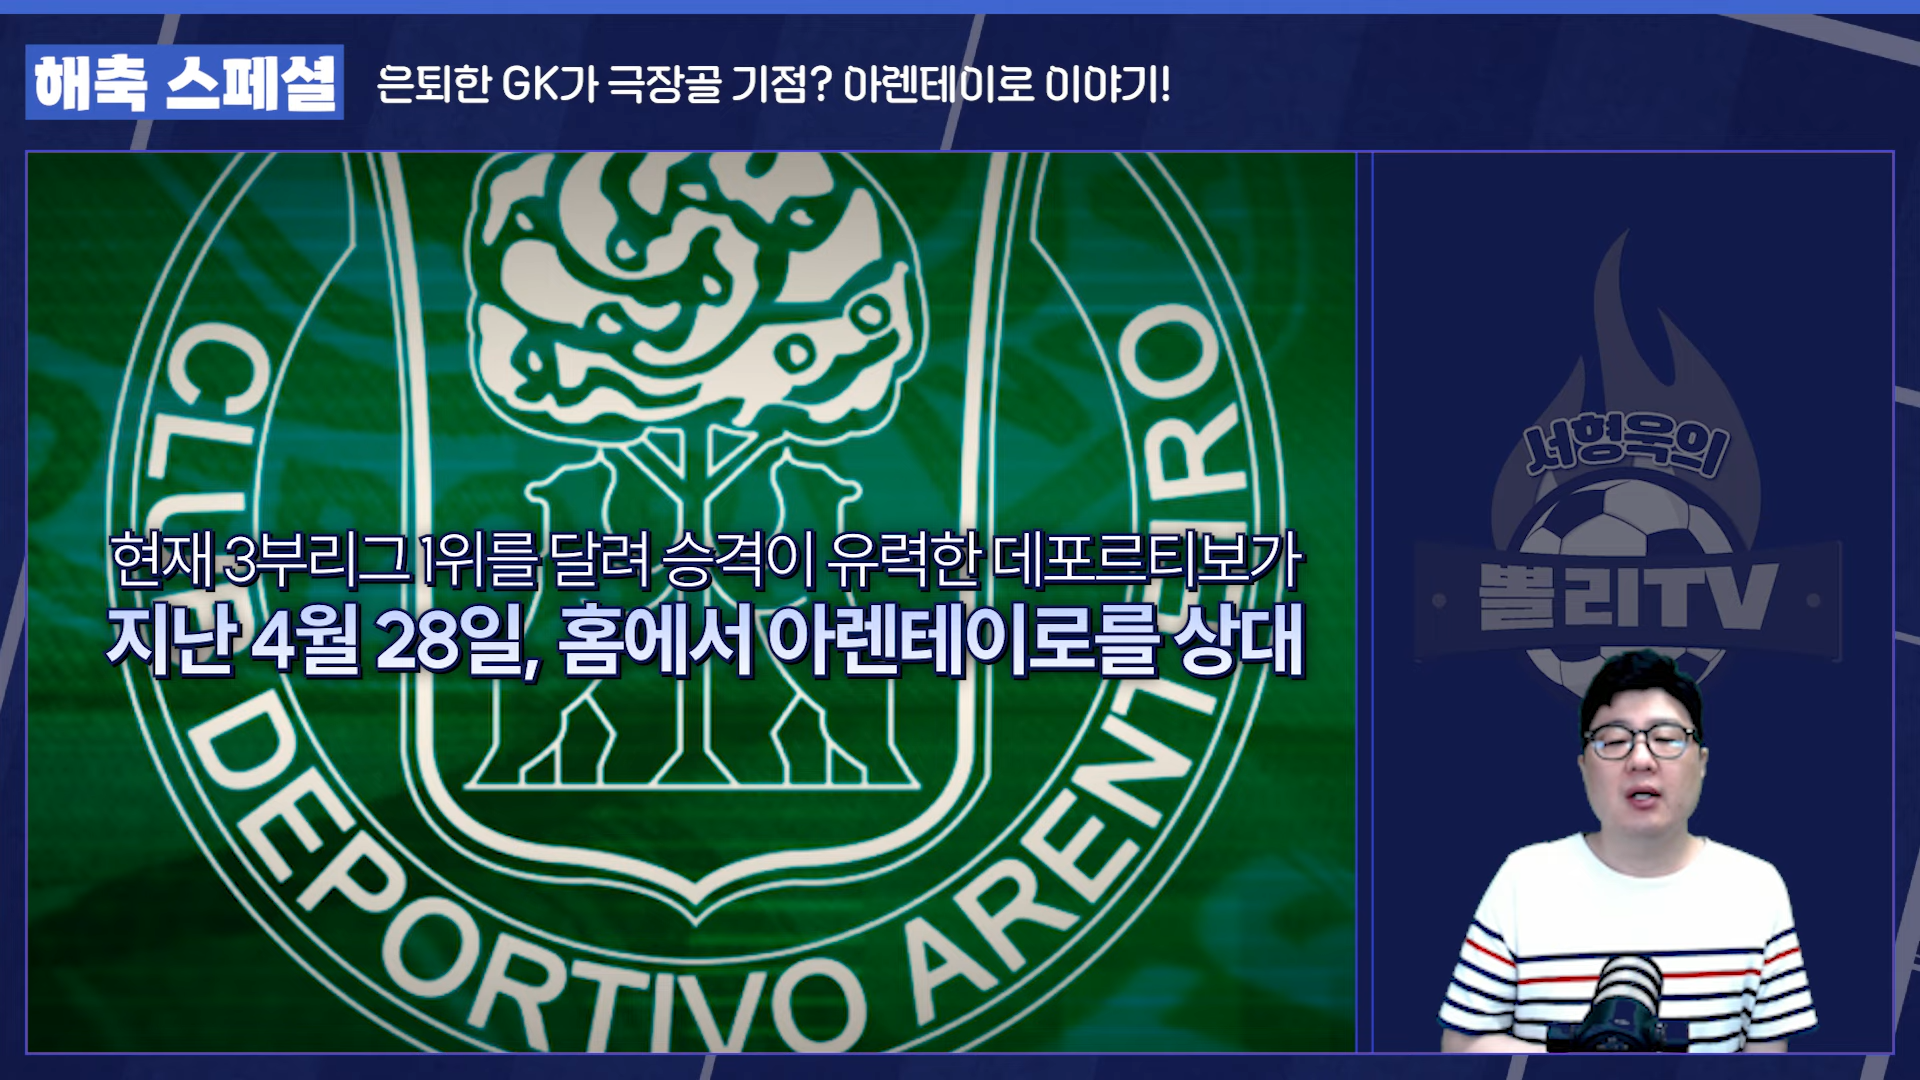 해축 스페셜
은퇴한 GK가 극장골 기점? 아렌테이로 이야기!
현재 3부리그 1위를 달려 승격이 유력한 데포르티보가
지난 4월 28일, 홈에서 아렌테이로를 상대
CLUB DEPORTIVO ARENTEIRO
서형욱의
뽈리TV